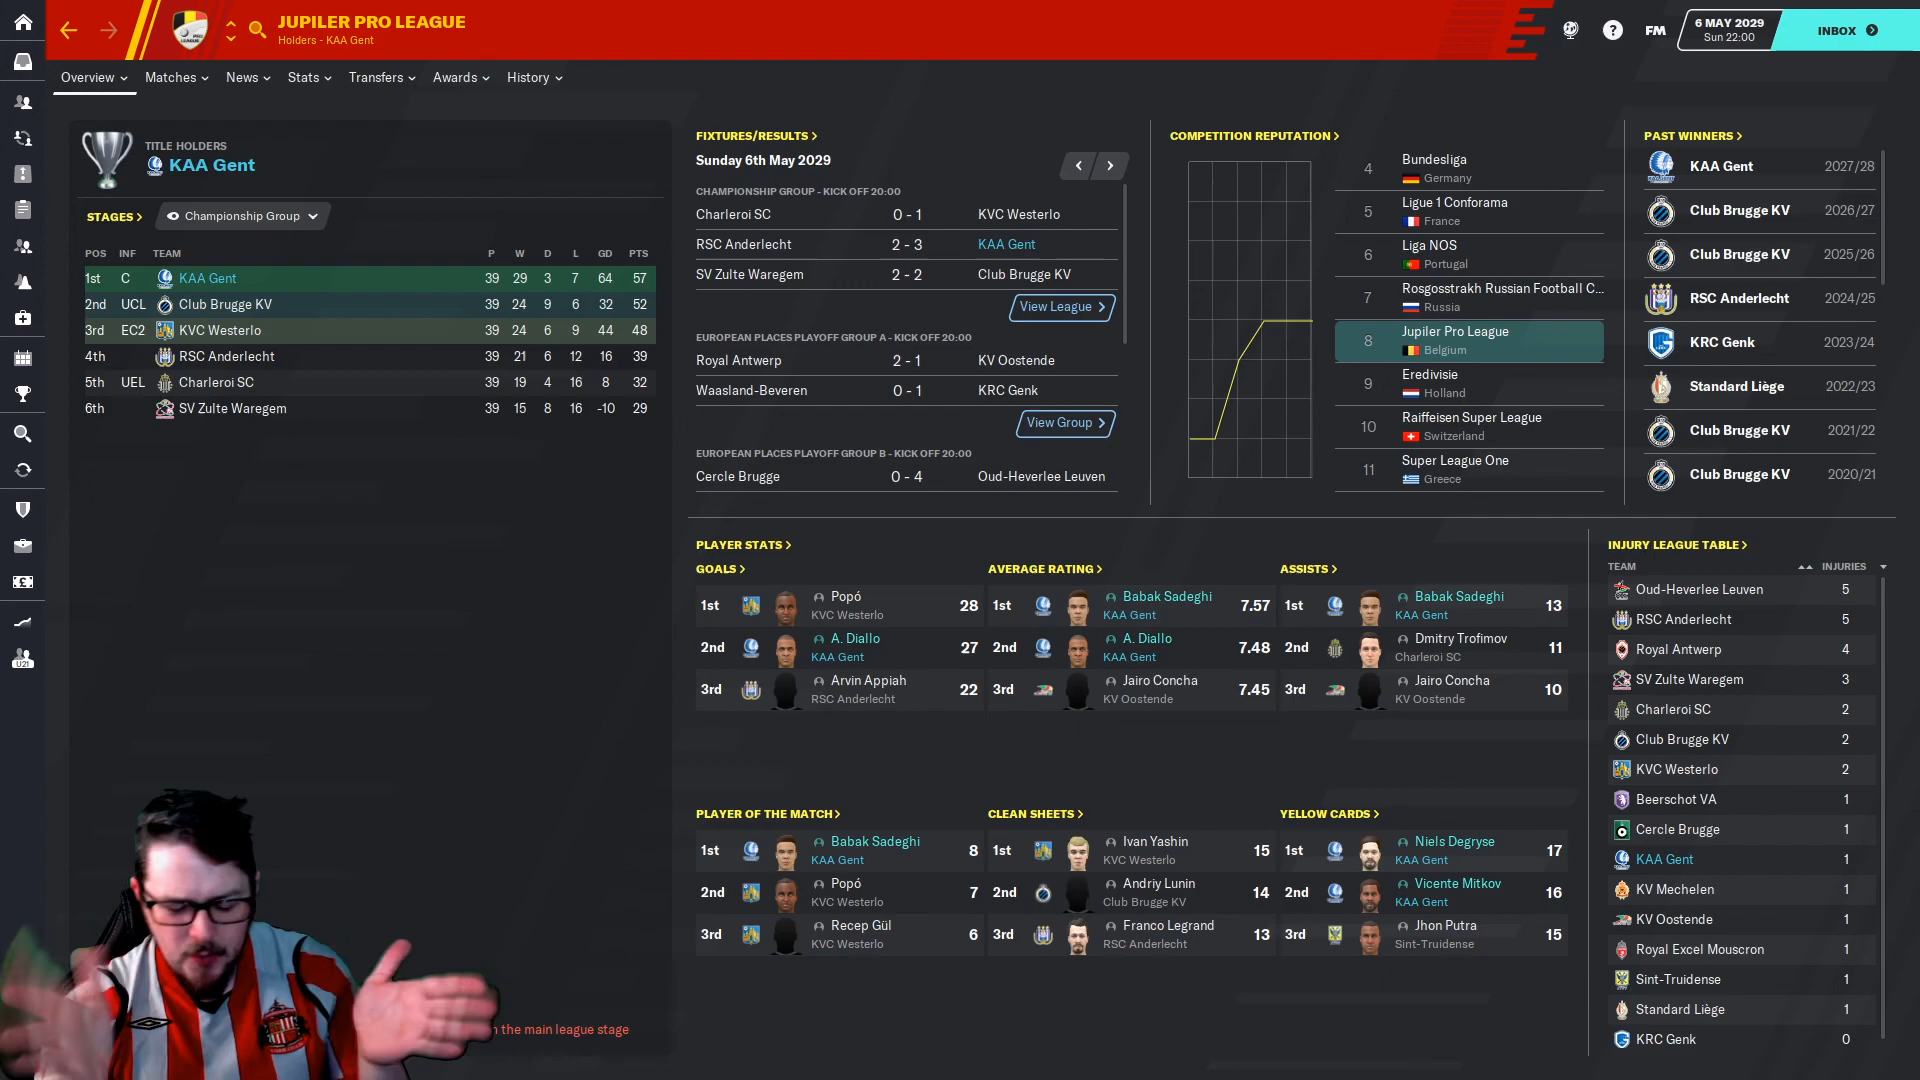 JUPILER PRO LEAGUE
Holders - KAA Gent
FM
6 MAY 2029
Sun 22:00
INBOX
Overview
Matches
News
Stats
Transfers
Awards
History
TITLE HOLDERS
KAA Gent
STAGES
Championship Group
POS INF TEAM P W D L GD PTS
1st C KAA Gent 39 29 3 7 64 57
2nd UCL Club Brugge KV 39 24 9 6 32 52
3rd EC2 KVC Westerlo 39 24 6 9 44 48
4th RSC Anderlecht 39 21 6 12 16 39
5th UEL Charleroi SC 39 19 4 16 8 32
6th SV Zulte Waregem 39 15 8 16 -10 29
the main league stage
FIXTURES/RESULTS
Sunday 6th May 2029
CHAMPIONSHIP GROUP - KICK OFF 20:00
Charleroi SC 0 - 1 KVC Westerlo
RSC Anderlecht 2 - 3 KAA Gent
SV Zulte Waregem 2 - 2 Club Brugge KV
View League
EUROPEAN PLACES PLAYOFF GROUP A - KICK OFF 20:00
Royal Antwerp 2 - 1 KV Oostende
Waasland-Beveren 0 - 1 KRC Genk
View Group
EUROPEAN PLACES PLAYOFF GROUP B - KICK OFF 20:00
Cercle Brugge 0 - 4 Oud-Heverlee Leuven
COMPETITION REPUTATION
4 Bundesliga
Germany
5 Ligue 1 Conforama
France
6 Liga NOS
Portugal
7 Rosgosstrakh Russian Football C...
Russia
8 Jupiler Pro League
Belgium
9 Eredivisie
Holland
10 Raiffeisen Super League
Switzerland
11 Super League One
Greece
PAST WINNERS
KAA Gent 2027/28
Club Brugge KV 2026/27
Club Brugge KV 2025/26
RSC Anderlecht 2024/25
KRC Genk 2023/24
Standard Liège 2022/23
Club Brugge KV 2021/22
Club Brugge KV 2020/21
PLAYER STATS
GOALS
1st Popó 28
KVC Westerlo
2nd A. Diallo 27
KAA Gent
3rd Arvin Appiah 22
RSC Anderlecht
AVERAGE RATING
1st Babak Sadeghi 7.57
KAA Gent
2nd A. Diallo 7.48
KAA Gent
3rd Jairo Concha 7.45
KV Oostende
ASSISTS
1st Babak Sadeghi 13
KAA Gent
2nd Dmitry Trofimov 11
Charleroi SC
3rd Jairo Concha 10
KV Oostende
PLAYER OF THE MATCH
1st Babak Sadeghi 8
KAA Gent
2nd Popó 7
KVC Westerlo
3rd Recep Gül 6
KVC Westerlo
CLEAN SHEETS
1st Ivan Yashin 15
KVC Westerlo
2nd Andriy Lunin 14
Club Brugge KV
3rd Franco Legrand 13
RSC Anderlecht
YELLOW CARDS
1st Niels Degryse 17
KAA Gent
2nd Vicente Mitkov 16
KAA Gent
3rd Jhon Putra 15
Sint-Truidense
INJURY LEAGUE TABLE
TEAM INJURIES
Oud-Heverlee Leuven 5
RSC Anderlecht 5
Royal Antwerp 4
SV Zulte Waregem 3
Charleroi SC 2
Club Brugge KV 2
KVC Westerlo 2
Beerschot VA 1
Cercle Brugge 1
KAA Gent 1
KV Mechelen 1
KV Oostende 1
Royal Excel Mouscron 1
Sint-Truidense 1
Standard Liège 1
KRC Genk 0
U21